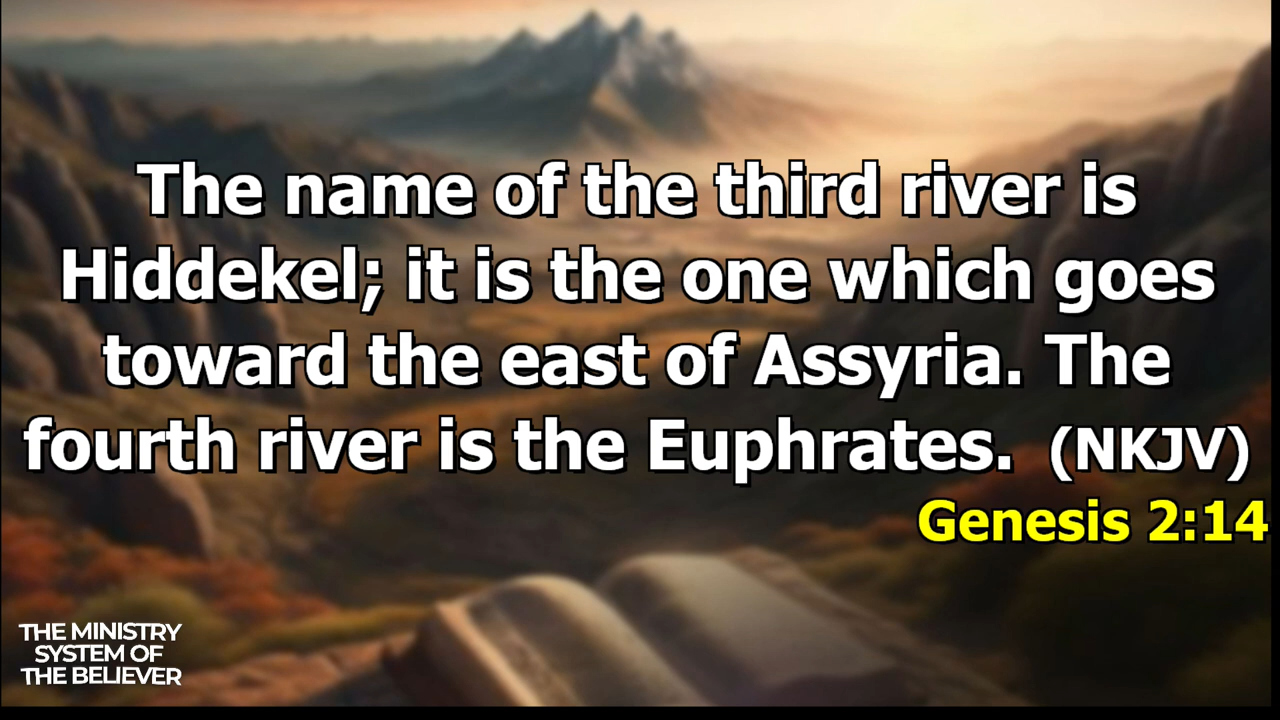 The name of the third river is
Hiddekel; it is the one which goes
toward the east of Assyria. The
fourth river is the Euphrates. (NKJV)
Genesis 2:14
THE MINISTRY
SYSTEM OF
THE BELIEVER